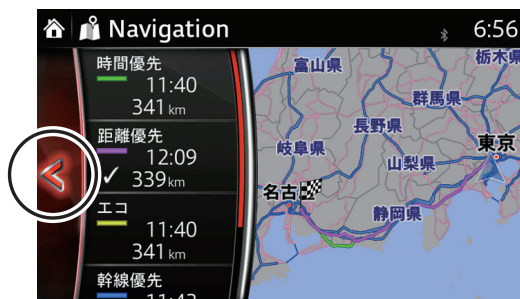 Navigation
6:56
時間優先
11:40
341 km
距離優先
12:09
✓ 339km
エコ
11:40
341 km
幹線優先
11:43
富山県
栃木県
群馬県
長野県
岐阜県
山梨県
東京
名古
静岡県